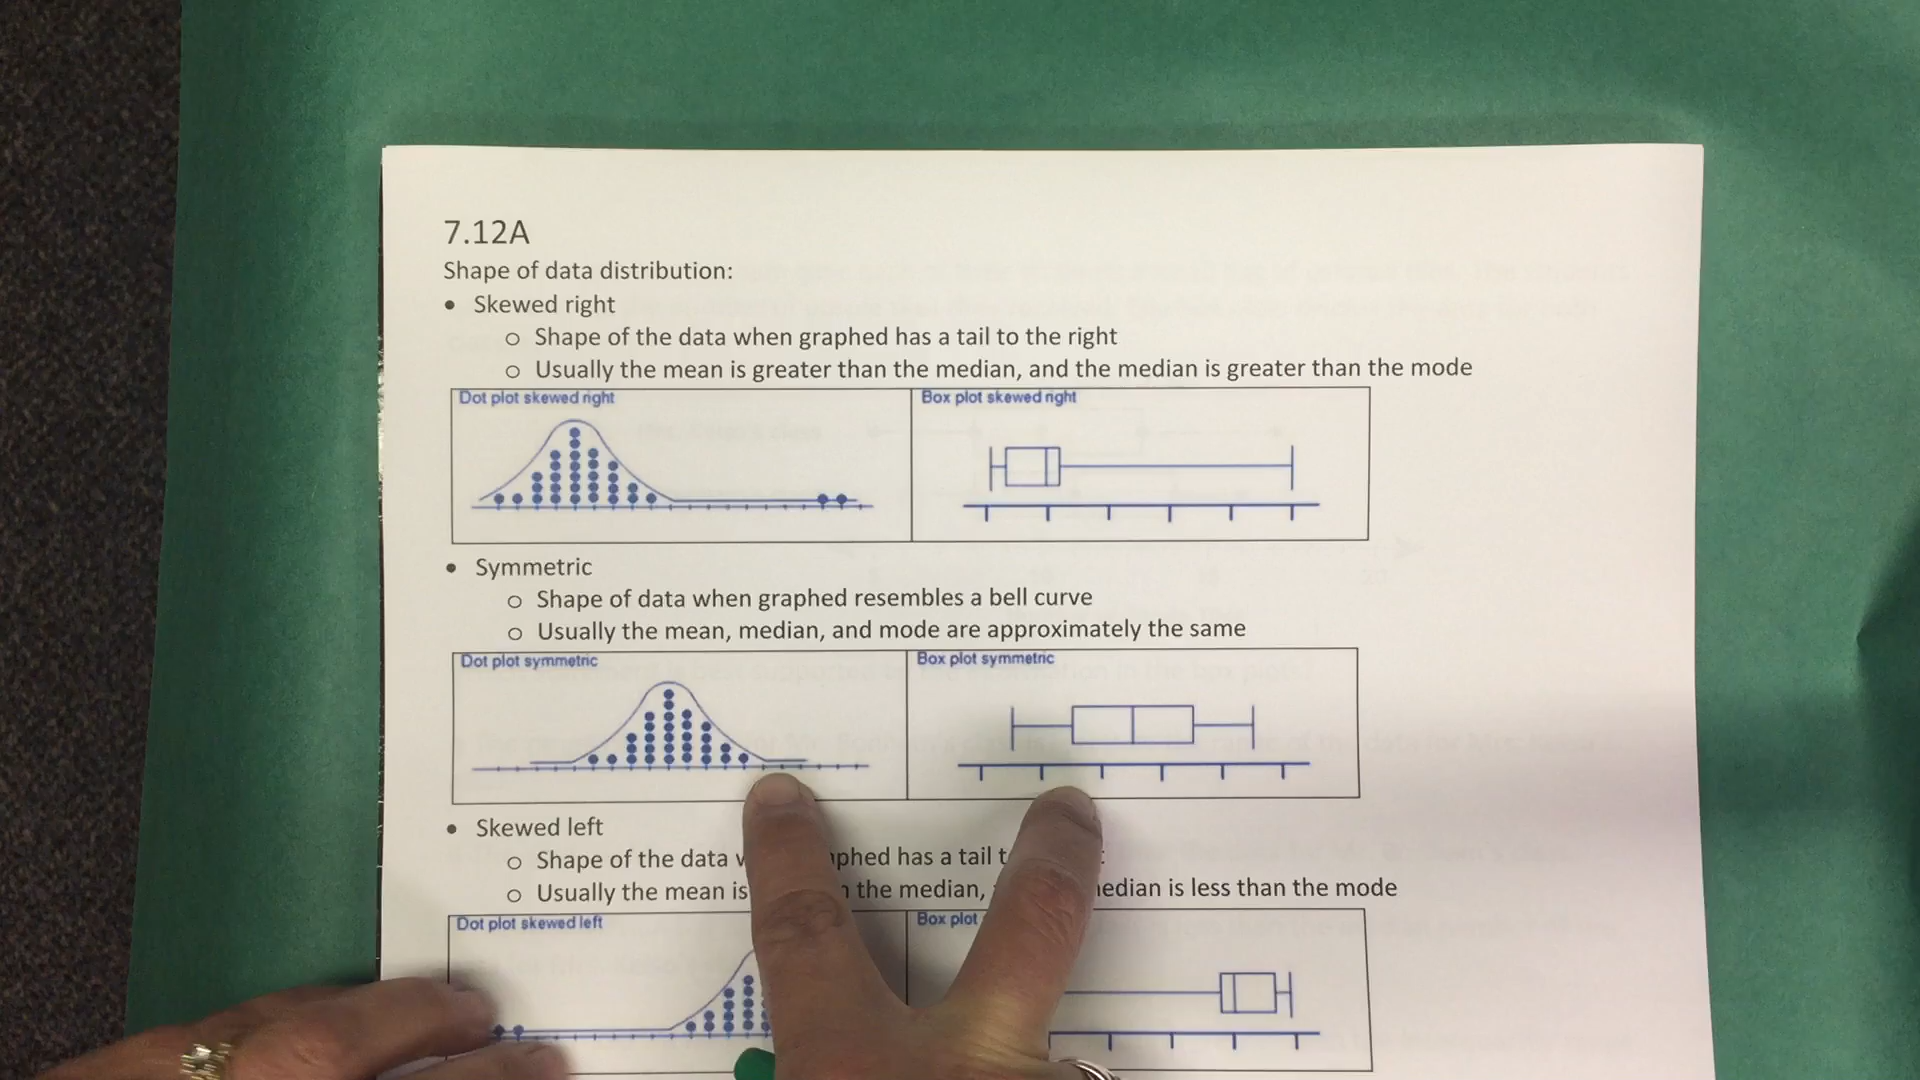 7.12A
Shape of data distribution:
• Skewed right
o Shape of the data when graphed has a tail to the right
o Usually the mean is greater than the median, and the median is greater than the mode
Dot plot skewed right
Box plot skewed right
• Symmetric
o Shape of data when graphed resembles a bell curve
o Usually the mean, median, and mode are approximately the same
Dot plot symmetric
Box plot symmetric
• Skewed left
o Shape of the data has a tail
o Usually the mean is the median, median is less than the mode
Dot plot skewed left
Box plot